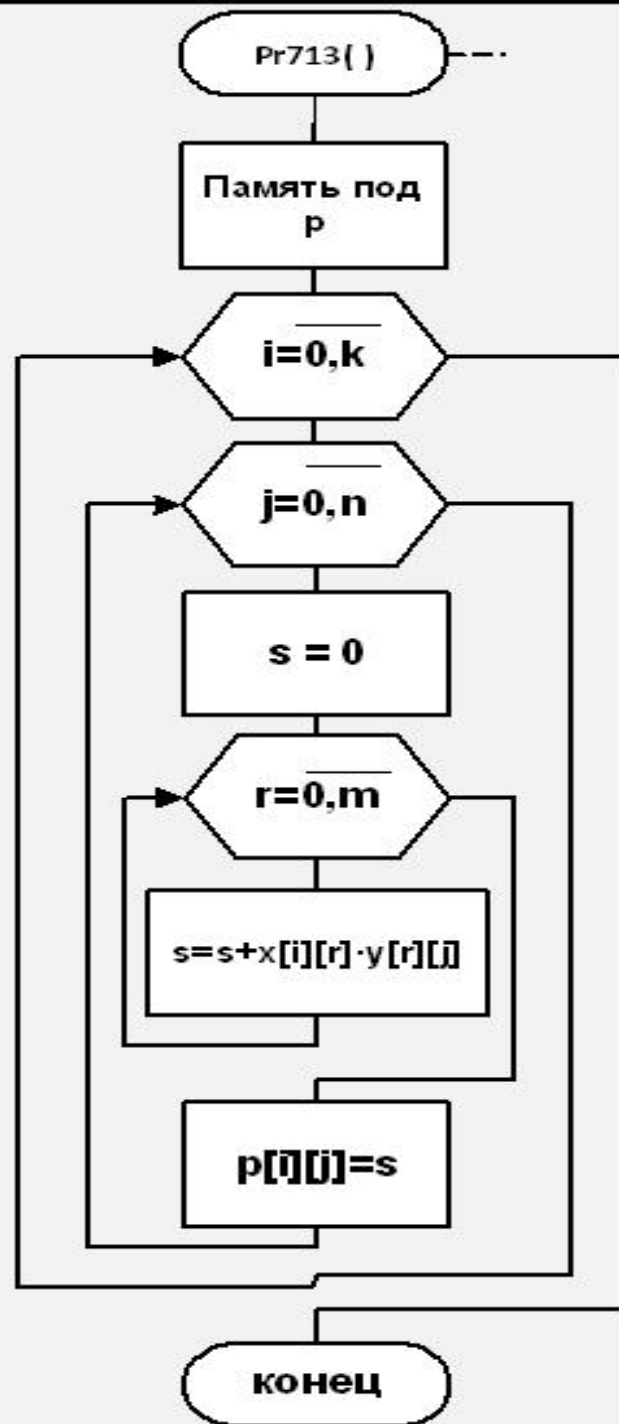 Pr713( )
Память под
р
i=0,k
j=0,n
s = 0
r=0,m
s=s+x[i][r]·y[r][j]
p[i][j]=s
конец